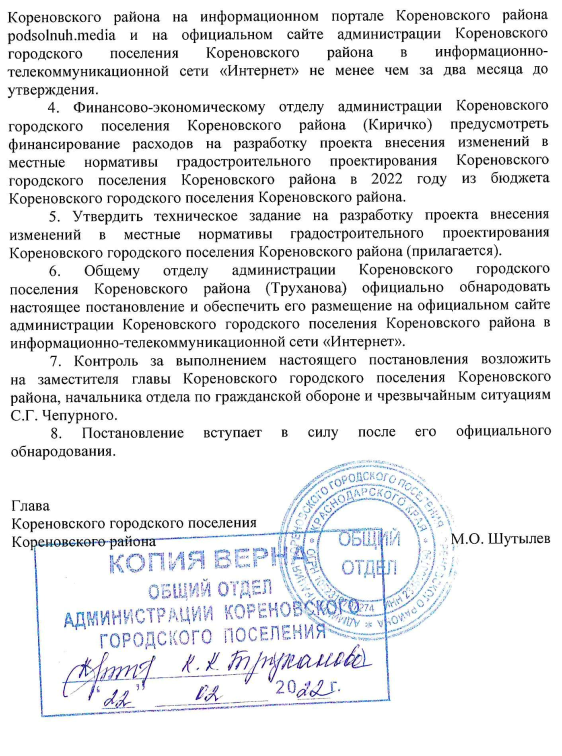 Кореновского района на информационном портале Кореновского района
podsolnuh.media и на официальном сайте администрации Кореновского
городского поселения Кореновского района в информационно-
телекоммуникационной сети «Интернет» не менее чем за два месяца до
утверждения.
4. Финансово-экономическому отделу администрации Кореновского
городского поселения Кореновского района (Киричко) предусмотреть
финансирование расходов на разработку проекта внесения изменений в
местные нормативы градостроительного проектирования Кореновского
городского поселения Кореновского района в 2022 году из бюджета
Кореновского городского поселения Кореновского района.
5. Утвердить техническое задание на разработку проекта внесения
изменений в местные нормативы градостроительного проектирования
Кореновского городского поселения Кореновского района (прилагается).
6. Общему отделу администрации Кореновского городского
поселения Кореновского района (Труханова) официально обнародовать
настоящее постановление и обеспечить его размещение на официальном сайте
администрации Кореновского городского поселения Кореновского района в
информационно-телекоммуникационной сети «Интернет».
7. Контроль за выполнением настоящего постановления возложить
на заместителя главы Кореновского городского поселения Кореновского
района, начальника отдела по гражданской обороне и чрезвычайным ситуациям
С.Г. Чепурного.
8. Постановление вступает в силу после его официального
обнародования.
Глава
Кореновского городского поселения
Кореновского района М.О. Шутылев
КРАСНОДАРСКОГО КРАЯ
ОБЩИЙ
ОТДЕЛ
КОПИЯ ВЕРНА
ОБЩИЙ ОТДЕЛ
АДМИНИСТРАЦИИ КОРЕНОВСКОГО
ГОРОДСКОГО ПОСЕЛЕНИЯ
Труханова
"22" 02 2022 г.